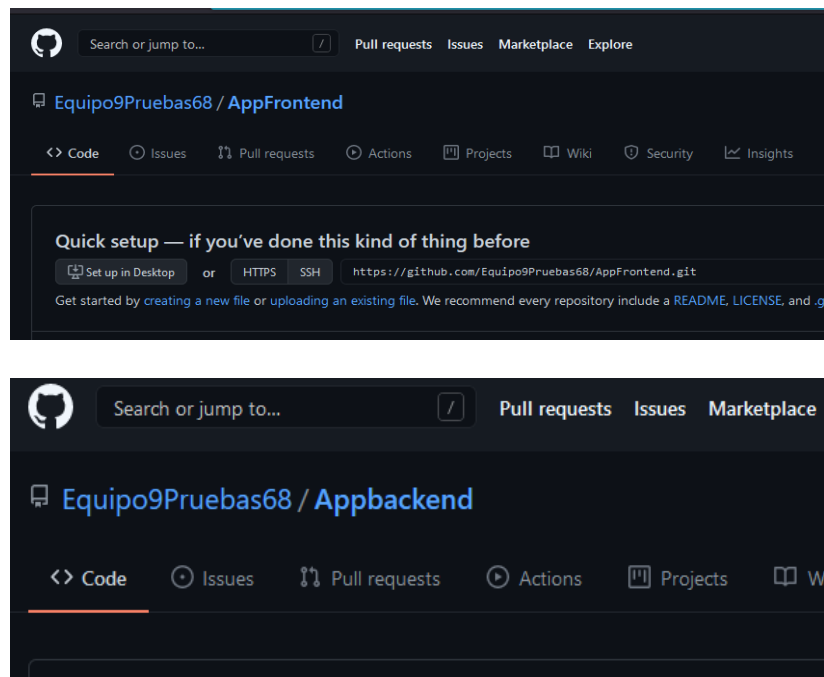 Search or jump to... / Pull requests Issues Marketplace Explore
Equipo9Pruebas68 / AppFrontend
<> Code Issues Pull requests Actions Projects Wiki Security Insights
Quick setup — if you've done this kind of thing before
Set up in Desktop or HTTPS SSH https://github.com/Equipo9Pruebas68/AppFrontend.git
Get started by creating a new file or uploading an existing file. We recommend every repository include a README, LICENSE, and .g
Search or jump to... / Pull requests Issues Marketplace
Equipo9Pruebas68 / Appbackend
<> Code Issues Pull requests Actions Projects W